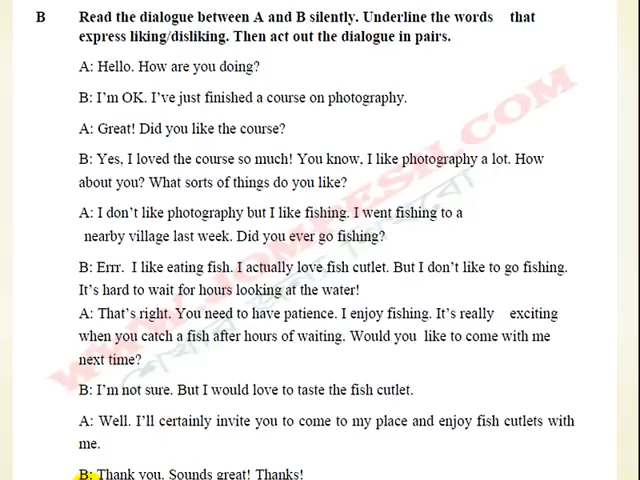 B Read the dialogue between A and B silently. Underline the words that
express liking/disliking. Then act out the dialogue in pairs.
A: Hello. How are you doing?
B: I'm OK. I've just finished a course on photography.
A: Great! Did you like the course?
B: Yes, I loved the course so much! You know, I like photography a lot. How
about you? What sorts of things do you like?
A: I don't like photography but I like fishing. I went fishing to a
nearby village last week. Did you ever go fishing?
B: Errr. I like eating fish. I actually love fish cutlet. But I don't like to go fishing.
It's hard to wait for hours looking at the water!
A: That's right. You need to have patience. I enjoy fishing. It's really exciting
when you catch a fish after hours of waiting. Would you like to come with me
next time?
B: I'm not sure. But I would love to taste the fish cutlet.
A: Well. I'll certainly invite you to come to my place and enjoy fish cutlets with
me.
B: Thank you. Sounds great! Thanks!
WWW.JOMPESH.COM
শেখার জন্য